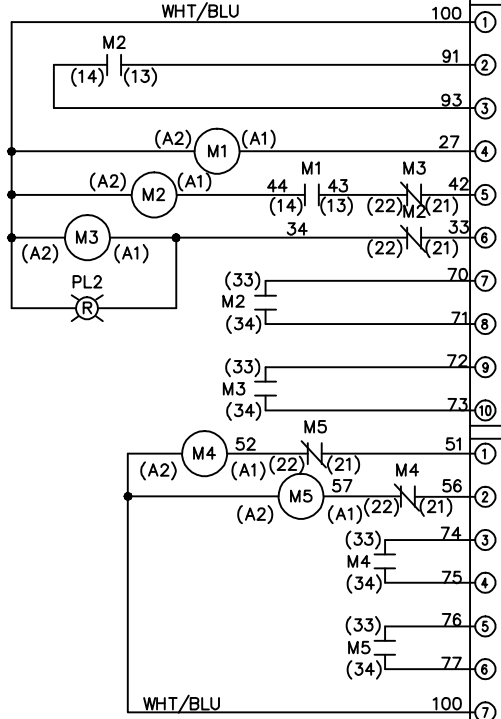 WHT/BLU 100 1
M2 91 2
(14) (13)
93 3
(A2) M1 (A1) 27 4
(A2) M2 (A1) 44 M1 43 M3 42 5
(14) (13) (22) (21)
M3 34 M2 33 6
(A2) (A1) (22) (21)
PL2 (33) 70 7
R M2
(34) 71 8
(33) 72 9
M3
(34) 73 10
M5
M4 52 51 1
(A2) (A1) (22) (21)
M4
M5 57 56 2
(A2) (A1) (22) (21)
(33) 74 3
M4
(34) 75 4
(33) 76 5
M5
(34) 77 6
WHT/BLU 100 7